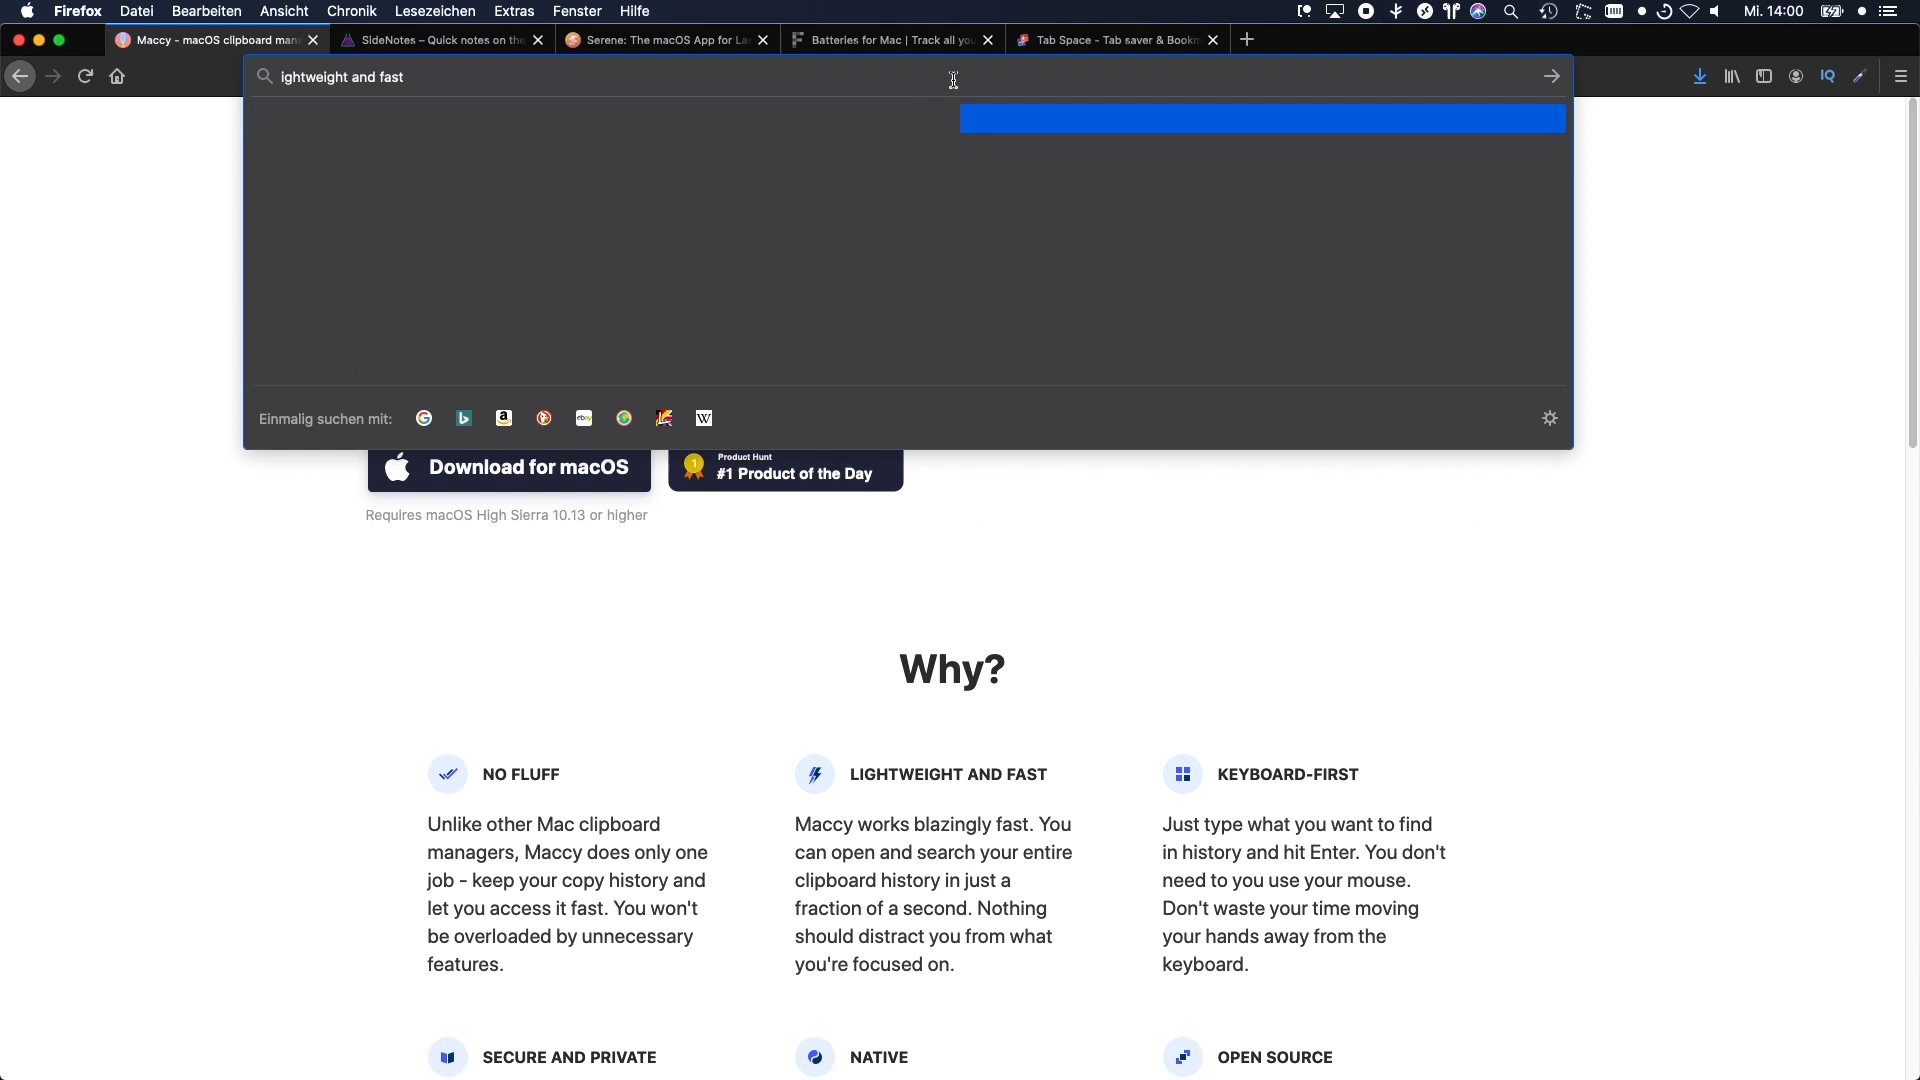 Firefox Datei Bearbeiten Ansicht Chronik Lesezeichen Extras Fenster Hilfe Mi. 14:00
Maccy - macOS clipboard man SideNotes – Quick notes on the Serene: The macOS App for La Batteries for Mac | Track all you Tab Space - Tab saver & Bookm
ightweight and fast
IQ
Einmalig suchen mit: G b a ebay W
Download for macOS
1 Product Hunt
#1 Product of the Day
Requires macOS High Sierra 10.13 or higher
Why?
NO FLUFF
Unlike other Mac clipboard
managers, Maccy does only one
job - keep your copy history and
let you access it fast. You won't
be overloaded by unnecessary
features.
LIGHTWEIGHT AND FAST
Maccy works blazingly fast. You
can open and search your entire
clipboard history in just a
fraction of a second. Nothing
should distract you from what
you're focused on.
KEYBOARD-FIRST
Just type what you want to find
in history and hit Enter. You don't
need to you use your mouse.
Don't waste your time moving
your hands away from the
keyboard.
SECURE AND PRIVATE
NATIVE
OPEN SOURCE